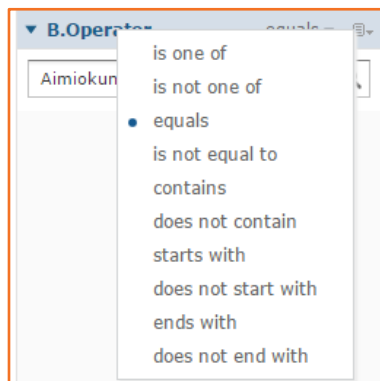 B.Operator equals
Aimiokun
is one of
is not one of
equals
is not equal to
contains
does not contain
starts with
does not start with
ends with
does not end with